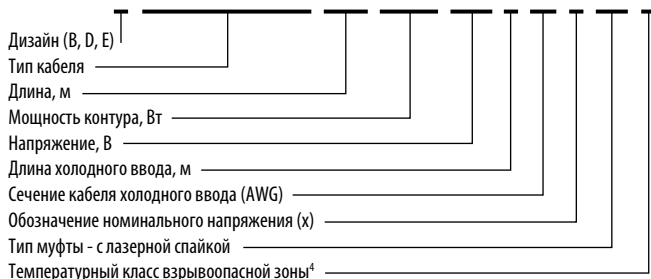 Дизайн (B, D, E)
Тип кабеля
Длина, м
Мощность контура, Вт
Напряжение, В
Длина холодного ввода, м
Сечение кабеля холодного ввода (AWG)
Обозначение номинального напряжения (x)
Тип муфты - с лазерной спайкой
Температурный класс взрывоопасной зоны⁴